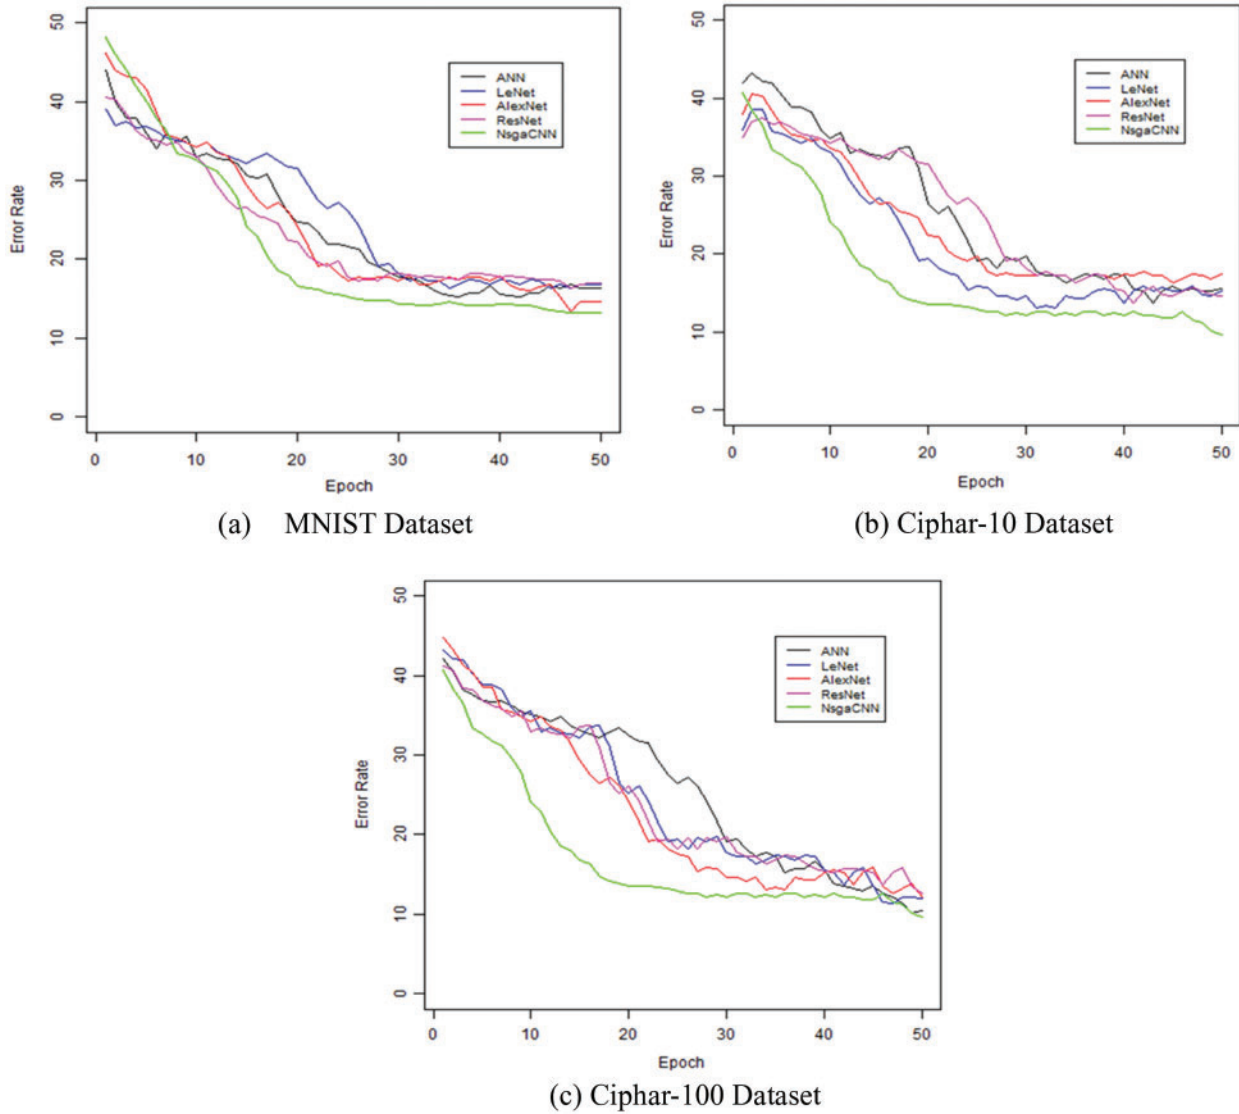 50
40
30
20
10
0
Error Rate
ANN
LeNet
AlexNet
ResNet
NsgaCNN
0 10 20 30 40 50
Epoch
(a) MNIST Dataset
50
40
30
20
10
0
Error Rate
ANN
LeNet
AlexNet
ResNet
NsgaCNN
0 10 20 30 40 50
Epoch
(b) Ciphar-10 Dataset
50
40
30
20
10
0
Error Rate
ANN
LeNet
AlexNet
ResNet
NsgaCNN
0 10 20 30 40 50
Epoch
(c) Ciphar-100 Dataset